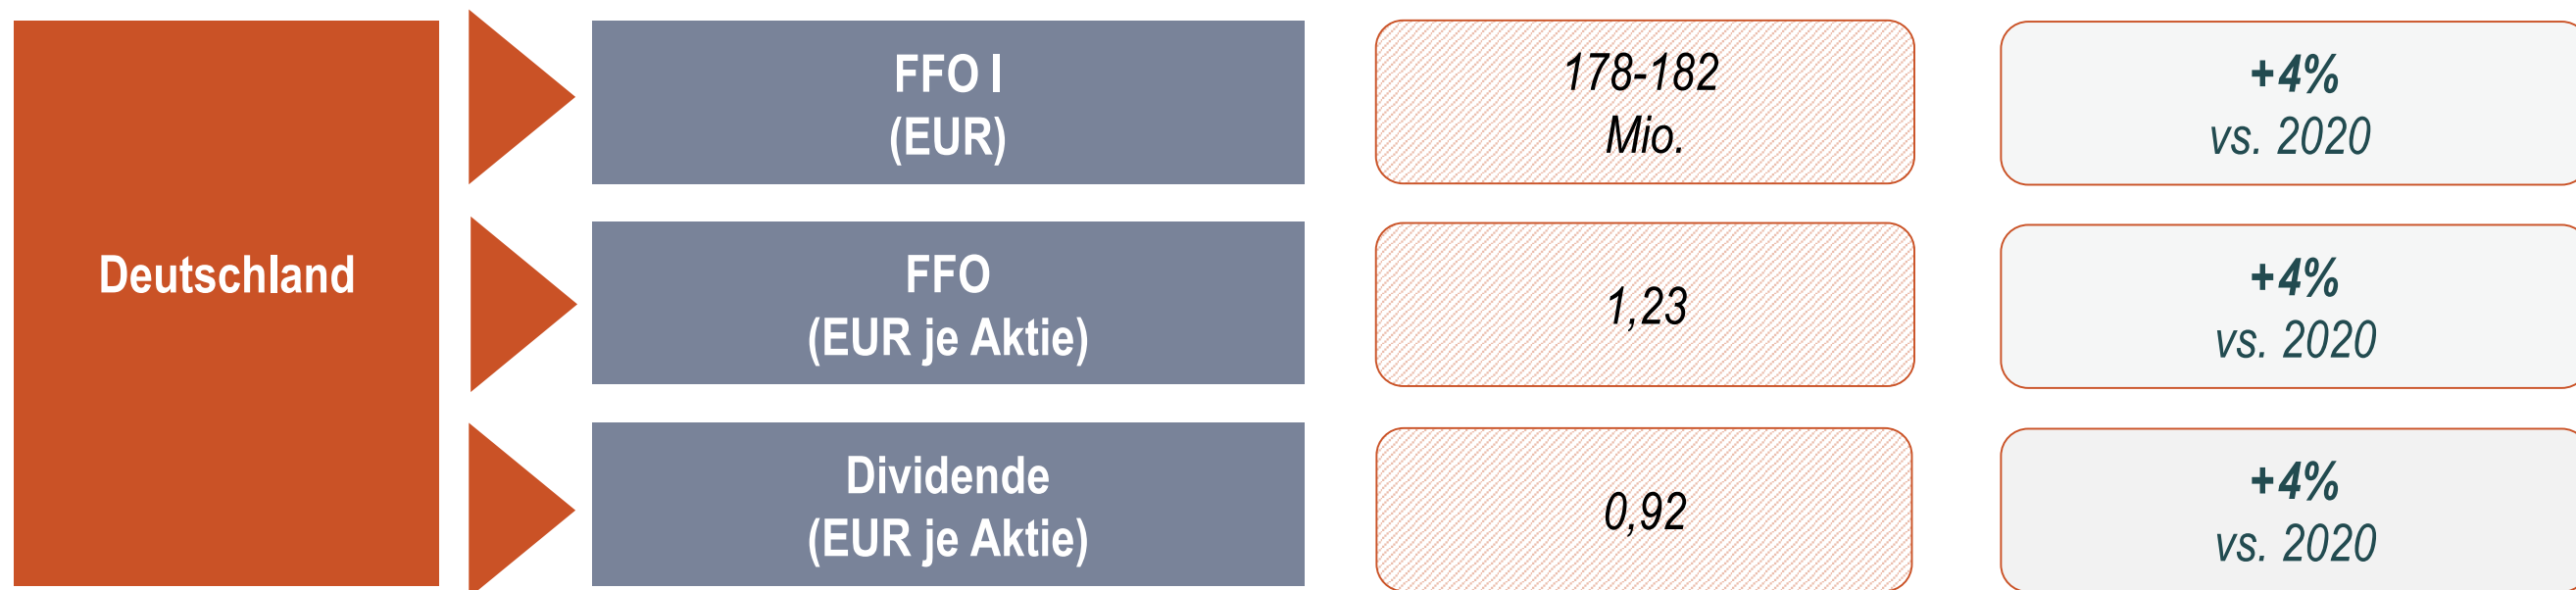 Deutschland
FFO I
(EUR)
178-182
Mio.
+4%
vs. 2020
FFO
(EUR je Aktie)
1,23
+4%
vs. 2020
Dividende
(EUR je Aktie)
0,92
+4%
vs. 2020